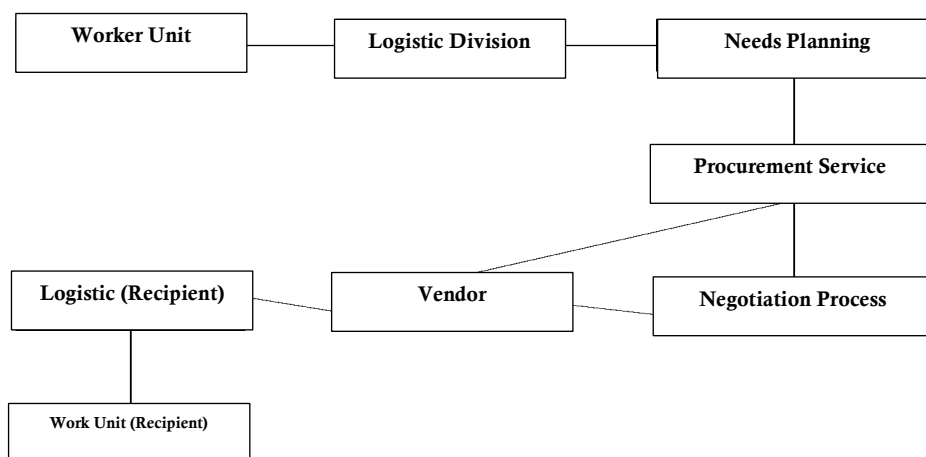 Worker Unit
Logistic Division
Needs Planning
Procurement Service
Logistic (Recipient)
Vendor
Negotiation Process
Work Unit (Recipient)